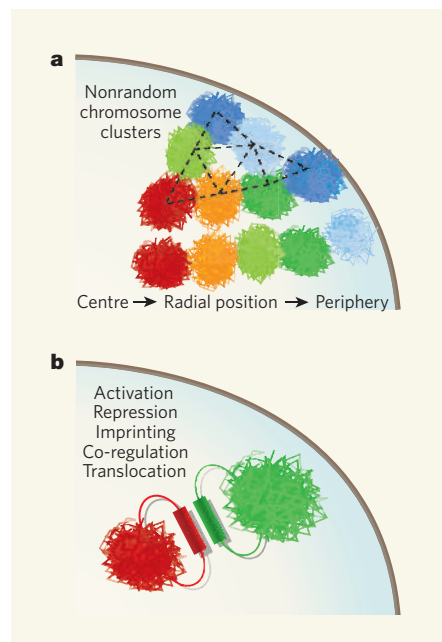 a
Nonrandom
chromosome
clusters
Centre → Radial position → Periphery
b
Activation
Repression
Imprinting
Co-regulation
Translocation